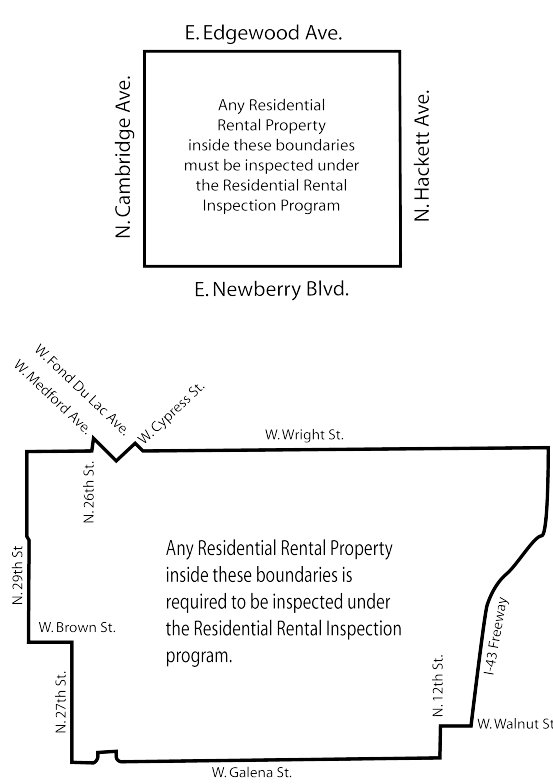 E. Edgewood Ave.
N. Cambridge Ave.
Any Residential
Rental Property
inside these boundaries
must be inspected under
the Residential Rental
Inspection Program
N. Hackett Ave.
E. Newberry Blvd.
W. Fond Du Lac Ave.
W. Medford Ave.
W. Cypress St.
W. Wright St.
N. 26th St.
N. 29th St
Any Residential Rental Property
inside these boundaries is
required to be inspected under
the Residential Rental Inspection
program.
I-43 Freeway
W. Brown St.
N. 27th St.
N. 12th St.
W. Walnut St
W. Galena St.